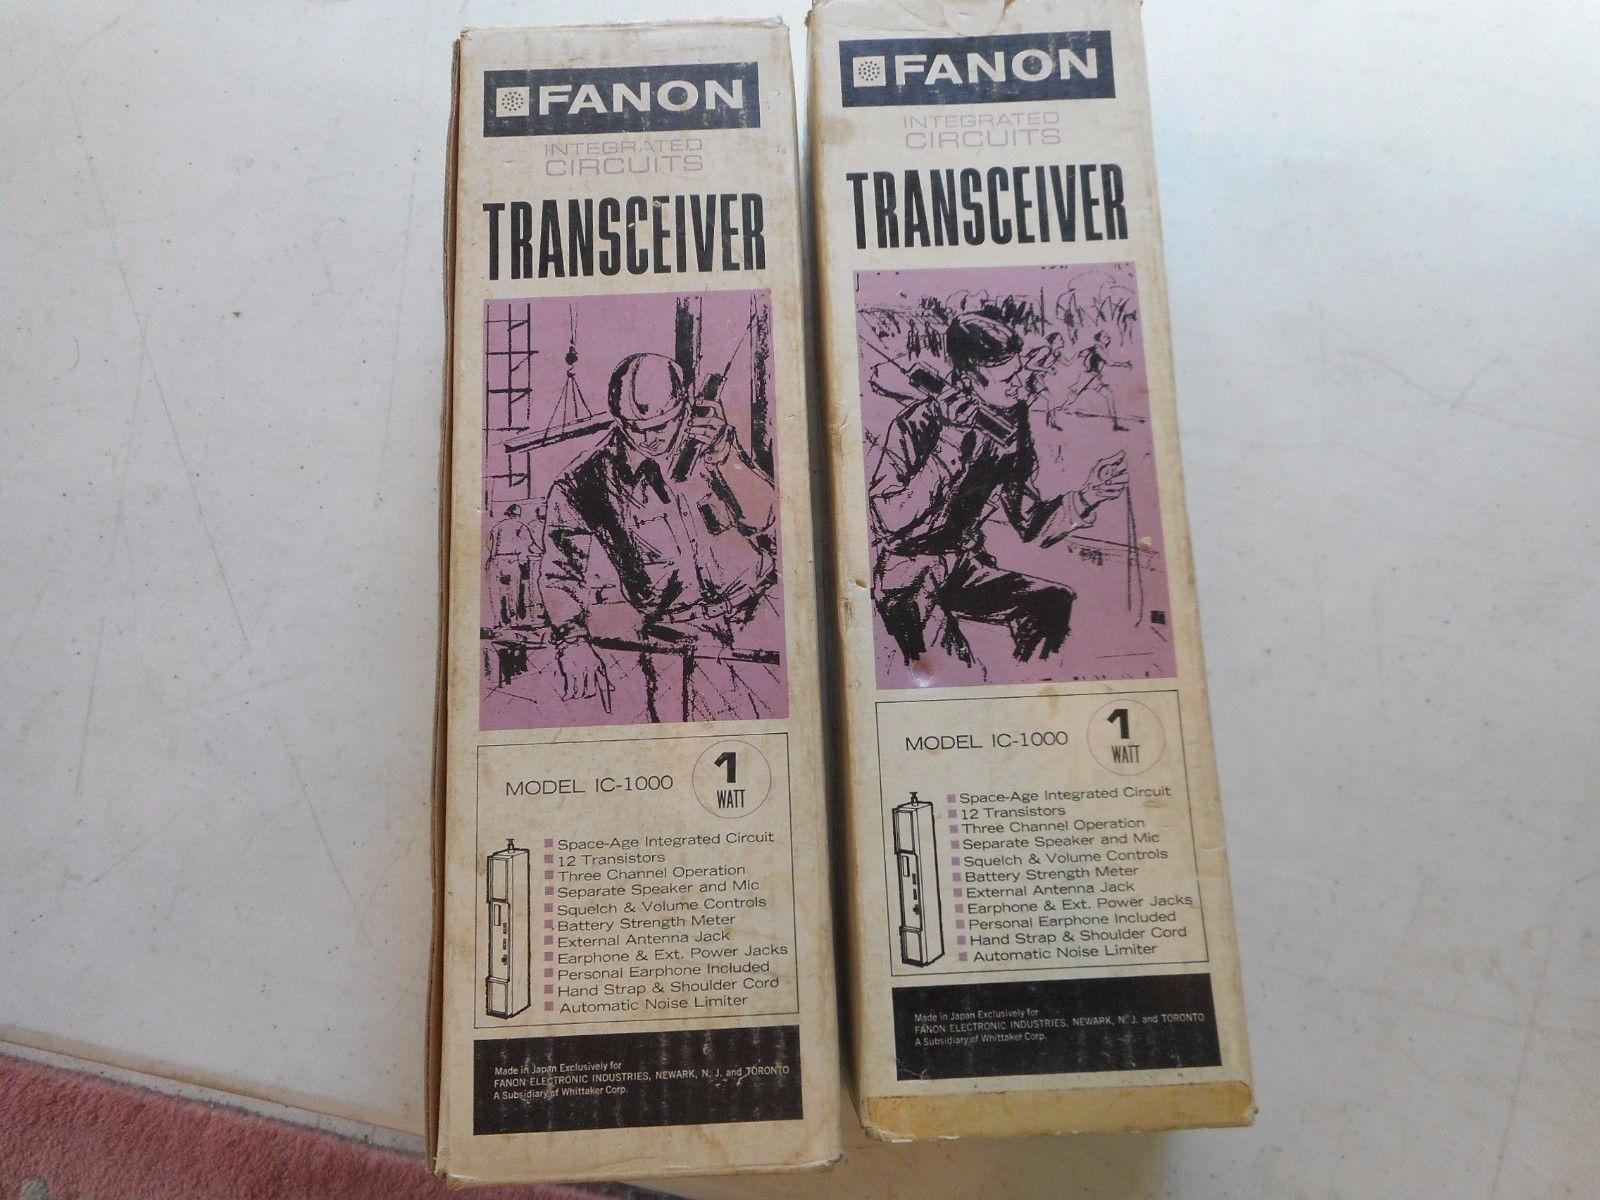 FANON
INTEGRATED
CIRCUITS
TRANSCEIVER
MODEL IC-1000
1
WATT
Space-Age Integrated Circuit
12 Transistors
Three Channel Operation
Separate Speaker and Mic
Squelch & Volume Controls
Battery Strength Meter
External Antenna Jack
Earphone & Ext. Power Jacks
Personal Earphone Included
Hand Strap & Shoulder Cord
Automatic Noise Limiter
Made in Japan Exclusively for
FANON ELECTRONIC INDUSTRIES, NEWARK, N. J. and TORONTO
A Subsidiary of Whittaker Corp.
FANON
INTEGRATED
CIRCUITS
TRANSCEIVER
MODEL IC-1000
1
WATT
Space-Age Integrated Circuit
12 Transistors
Three Channel Operation
Separate Speaker and Mic
Squelch & Volume Controls
Battery Strength Meter
External Antenna Jack
Earphone & Ext. Power Jacks
Personal Earphone Included
Hand Strap & Shoulder Cord
Automatic Noise Limiter
Made in Japan Exclusively for
FANON ELECTRONIC INDUSTRIES, NEWARK, N. J. and TORONTO
A Subsidiary of Whittaker Corp.